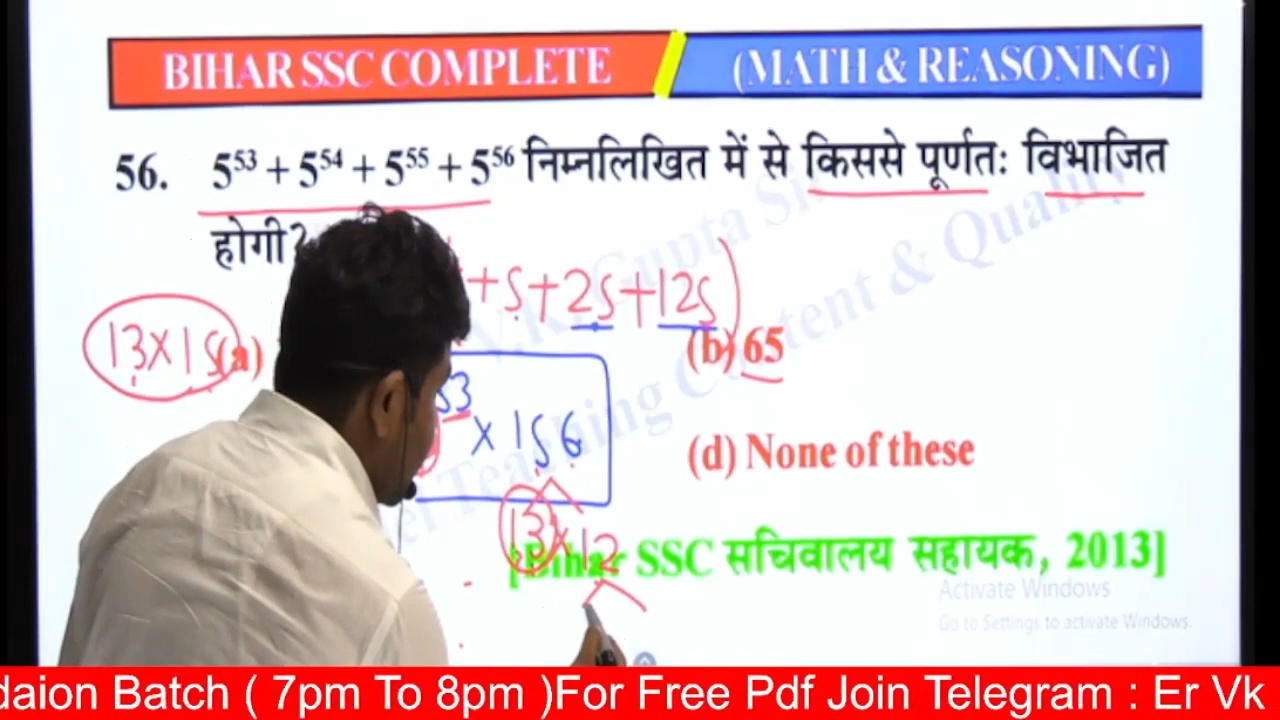 BIHAR SSC COMPLETE (MATH & REASONING)
56. 5⁵³ + 5⁵⁴ + 5⁵⁵ + 5⁵⁶ निम्नलिखित में से किससे पूर्णतः विभाजित
होगी?
+ 5 + 25 + 125)
13 × 15 (a) (b) 65
53 × 156
(d) None of these
13 × 12
[Bihar SSC सचिवालय सहायक, 2013]
Activate Windows
Go to Settings to activate Windows.
daion Batch ( 7pm To 8pm )For Free Pdf Join Telegram : Er Vk